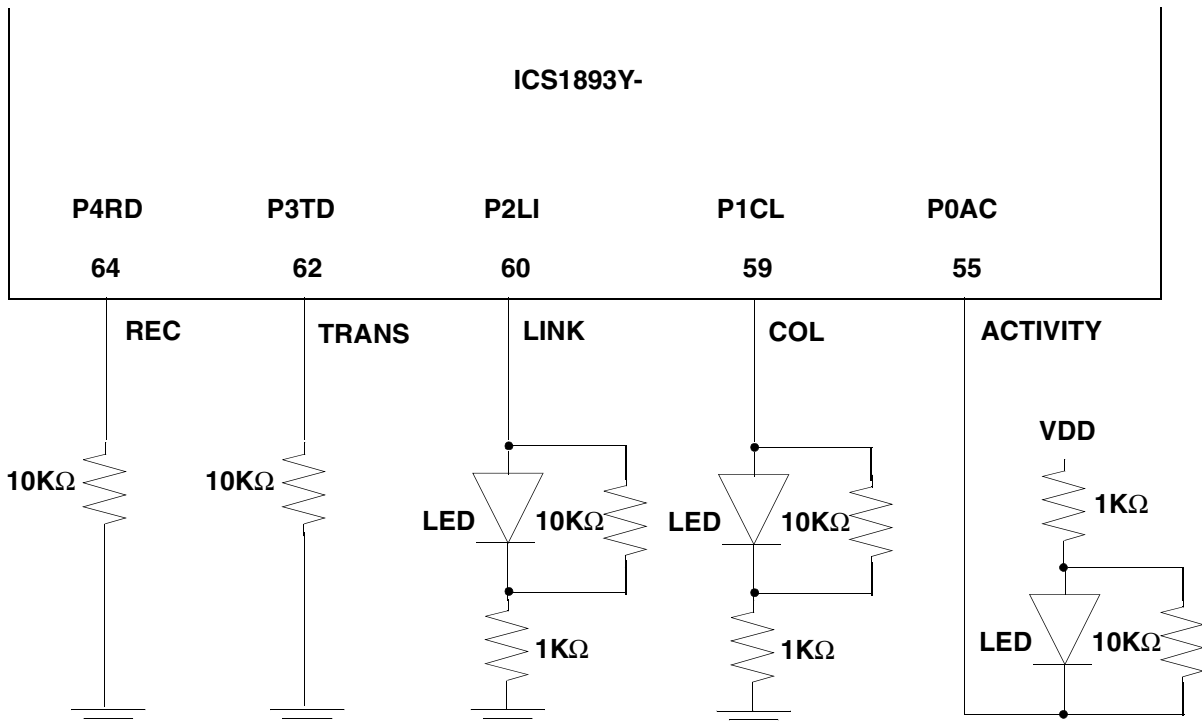 ICS1893Y-
P4RD P3TD P2LI P1CL P0AC
64 62 60 59 55
REC TRANS LINK COL ACTIVITY
VDD
10KΩ 10KΩ 1KΩ
LED 10KΩ LED 10KΩ
1KΩ 1KΩ LED 10KΩ